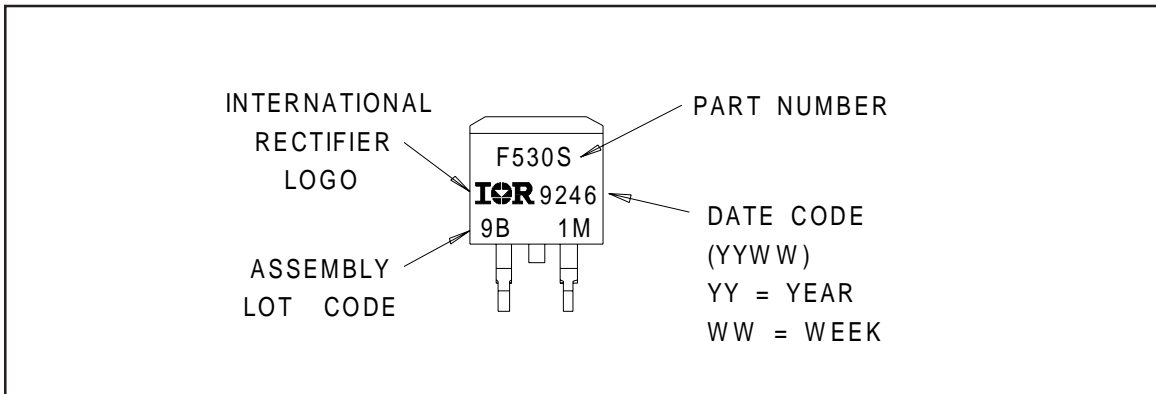 INTERNATIONAL
RECTIFIER
LOGO
ASSEMBLY
LOT CODE
F530S
IOR 9246
9B 1M
PART NUMBER
DATE CODE
(YYWW)
YY = YEAR
WW = WEEK